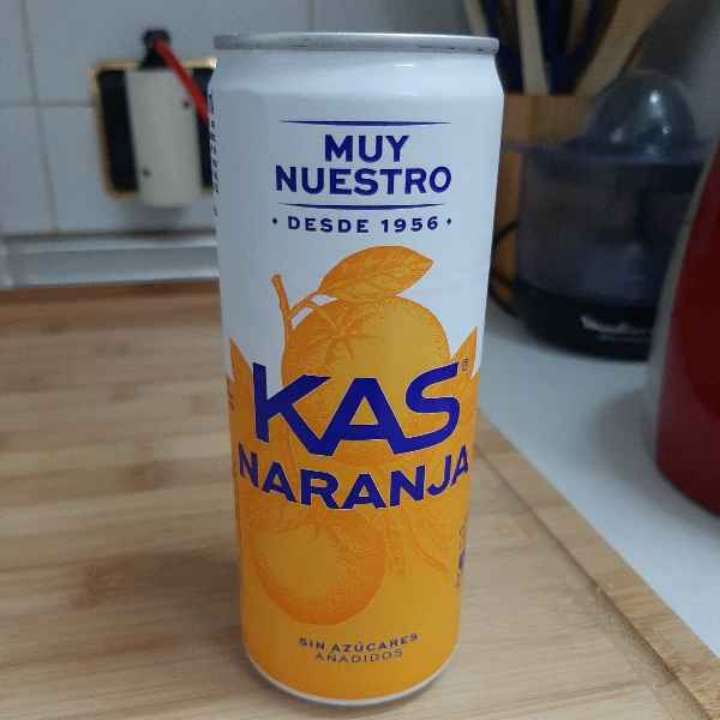 MUY
NUESTRO
• DESDE 1956 •
KAS®
NARANJA
SIN AZÚCARES
AÑADIDOS